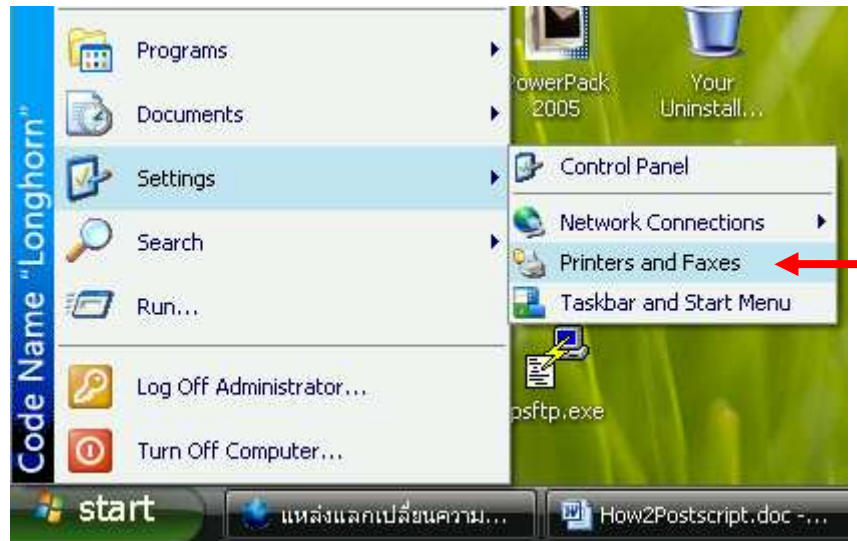 Code Name "Longhorn"
Programs
Documents
Settings
Search
Run...
Log Off Administrator...
Turn Off Computer...
Control Panel
Network Connections
Printers and Faxes
Taskbar and Start Menu
PowerPack
2005
Your
Uninstall...
psftp.exe
start
แหล่งแลกเปลี่ยนความ...
How2Postscript.doc -...